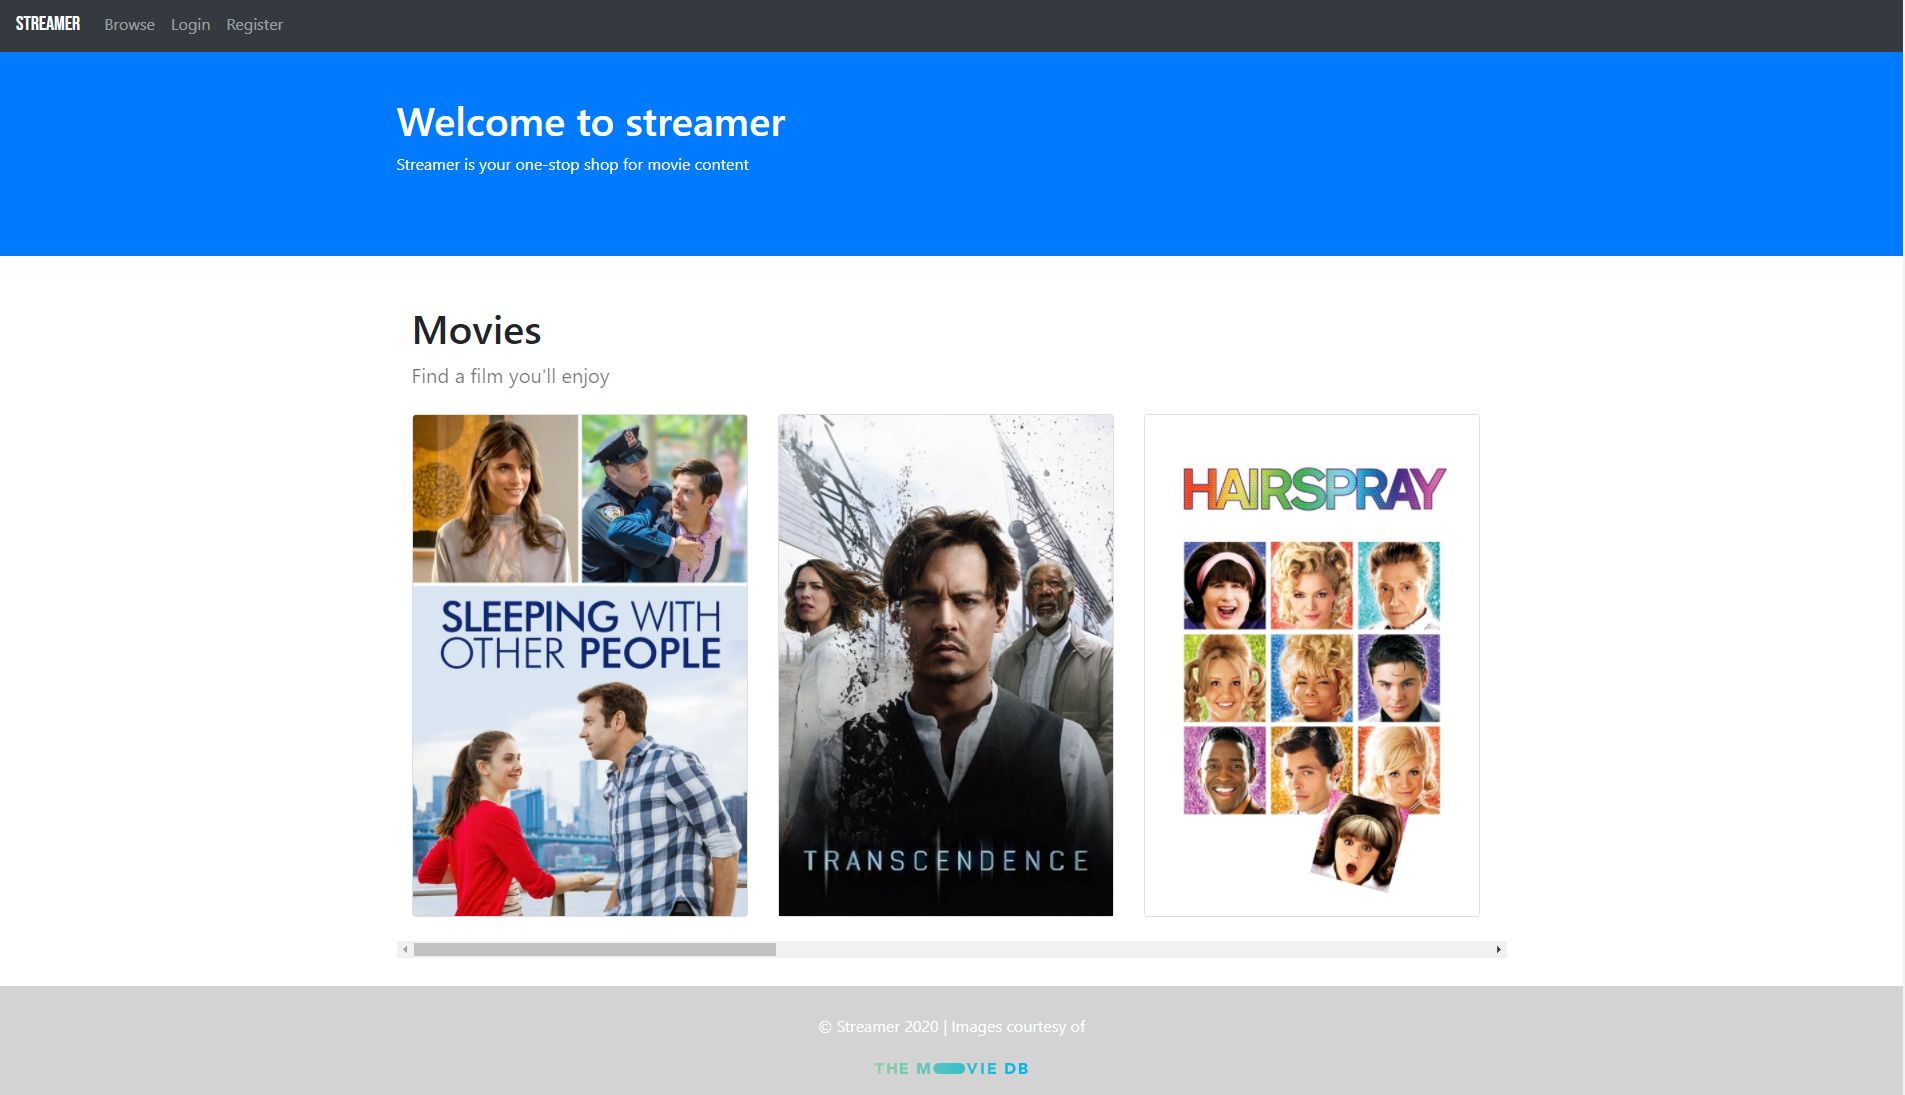 STREAMER Browse Login Register
Welcome to streamer
Streamer is your one-stop shop for movie content
Movies
Find a film you'll enjoy
SLEEPING WITH
OTHER PEOPLE
TRANSCENDENCE
HAIRSPRAY
© Streamer 2020 | Images courtesy of
THE MOVIE DB